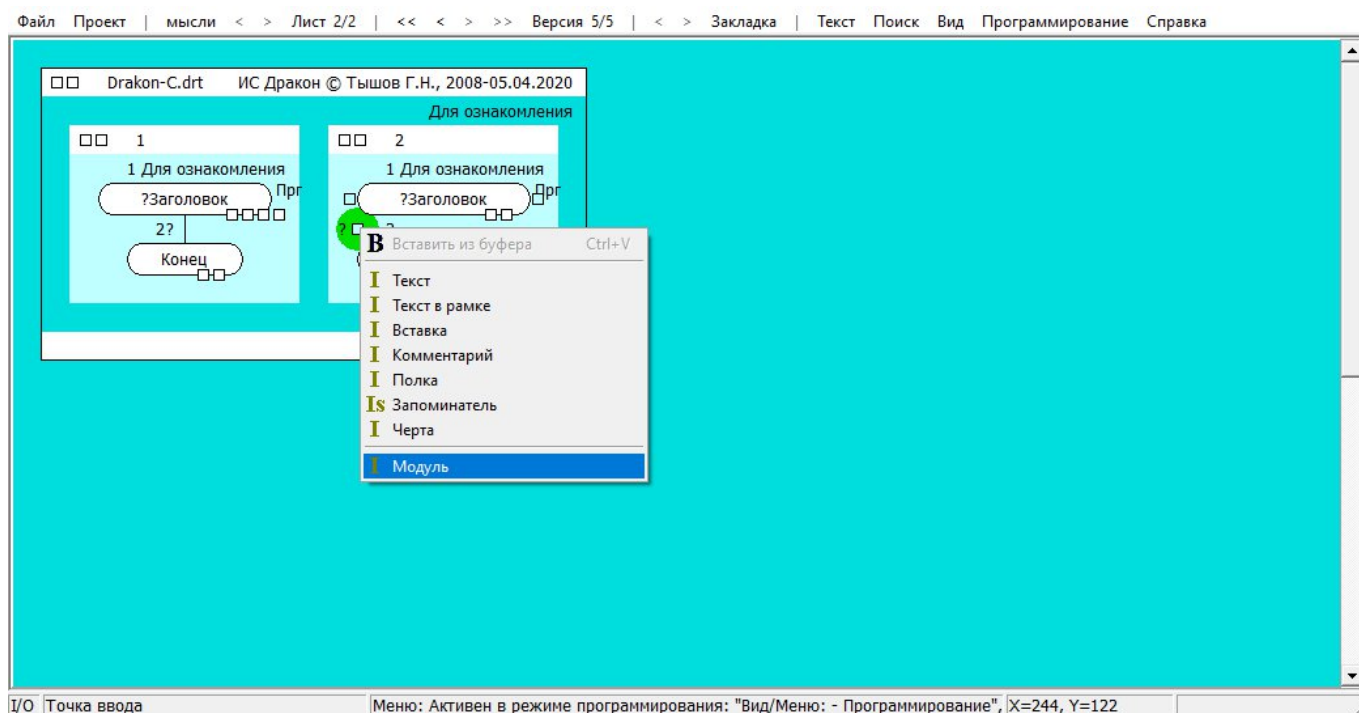 Файл Проект | мысли < > Лист 2/2 | << < > >> Версия 5/5 | < > Закладка | Текст Поиск Вид Программирование Справка
Drakon-C.drt ИС Дракон © Тышов Г.Н., 2008-05.04.2020
Для ознакомления
1 2
1 Для ознакомления 1 Для ознакомления
?Заголовок Прг ?Заголовок Прг
2? ?
Конец
B Вставить из буфера Ctrl+V
I Текст
I Текст в рамке
I Вставка
I Комментарий
I Полка
Is Запоминатель
I Черта
I Модуль
I/O Точка ввода Меню: Активен в режиме программирования: "Вид/Меню: - Программирование", X=244, Y=122